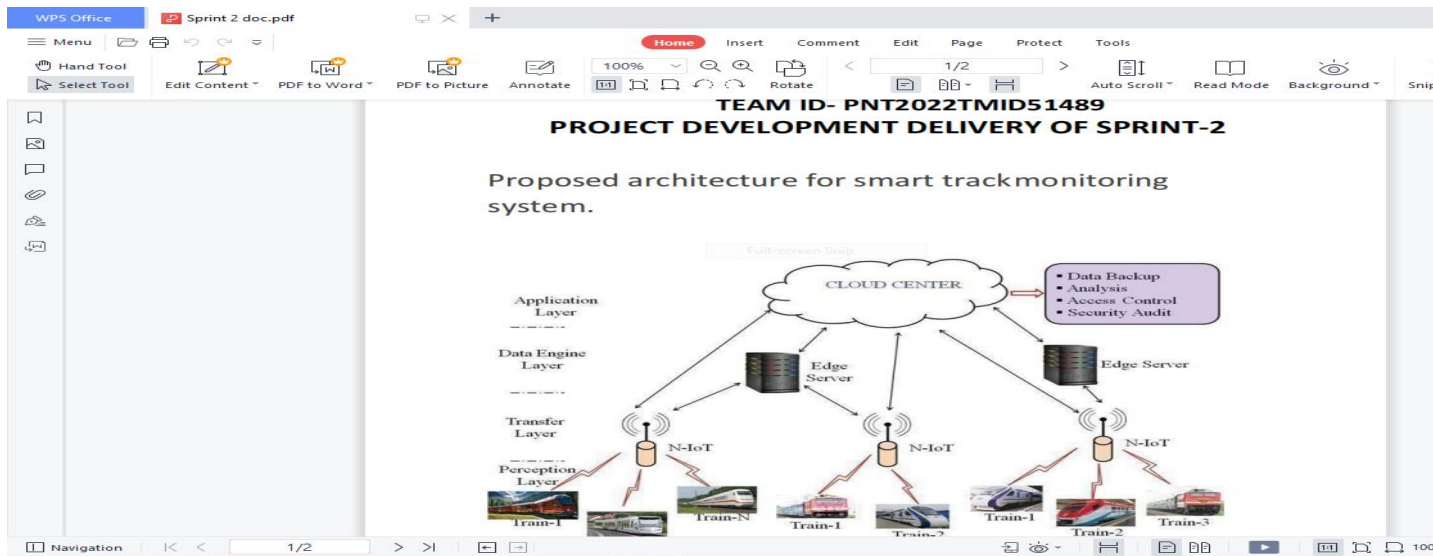 WPS Office
Sprint 2 doc.pdf
Menu
Home Insert Comment Edit Page Protect Tools
Hand Tool
Select Tool
Edit Content
PDF to Word
PDF to Picture
Annotate
100%
Rotate
1/2
Auto Scroll
Read Mode
Background
Snip
TEAM ID- PNT2022TMID51489
PROJECT DEVELOPMENT DELIVERY OF SPRINT-2
Proposed architecture for smart trackmonitoring
system.
Full-screen Snip
CLOUD CENTER
▪ Data Backup
▪ Analysis
▪ Access Control
▪ Security Audit
Application
Layer
Data Engine
Layer
Edge
Server
Edge Server
Transfer
Layer
N-IoT
N-IoT
N-IoT
Perception
Layer
Train-1
Train-N
Train-1
Train-2
Train-1
Train-2
Train-3
Navigation
1/2
100